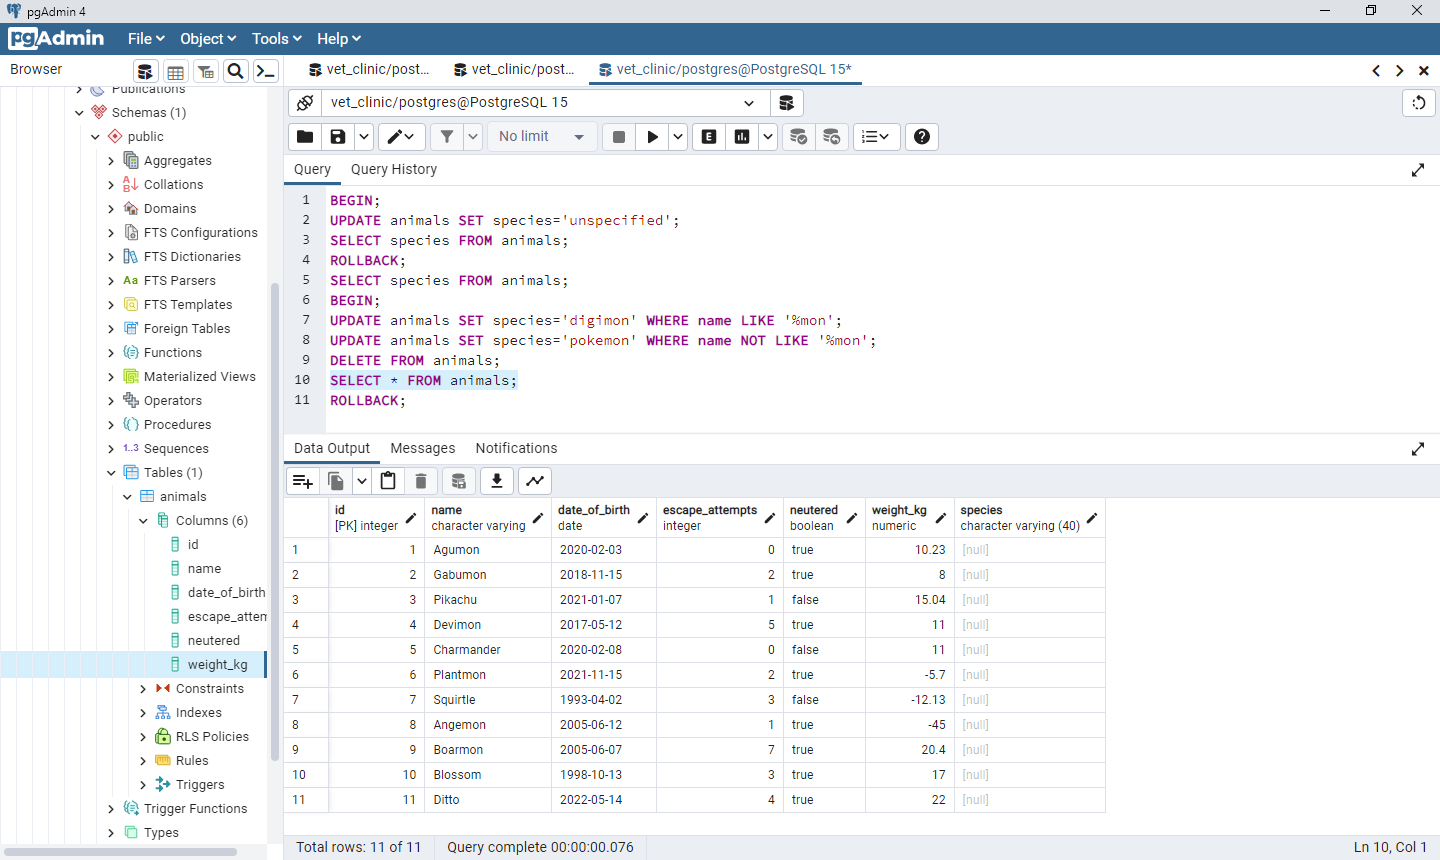 pgAdmin 4
pgAdmin File Object Tools Help
Browser
vet_clinic/post... vet_clinic/post... vet_clinic/postgres@PostgreSQL 15*
Publications
Schemas (1)
public
Aggregates
Collations
Domains
FTS Configurations
FTS Dictionaries
Aa FTS Parsers
FTS Templates
Foreign Tables
Functions
Materialized Views
Operators
Procedures
1..3 Sequences
Tables (1)
animals
Columns (6)
id
name
date_of_birth
escape_attem
neutered
weight_kg
Constraints
Indexes
RLS Policies
Rules
Triggers
Trigger Functions
Types
vet_clinic/postgres@PostgreSQL 15
No limit E
Query Query History
1 BEGIN;
2 UPDATE animals SET species='unspecified';
3 SELECT species FROM animals;
4 ROLLBACK;
5 SELECT species FROM animals;
6 BEGIN;
7 UPDATE animals SET species='digimon' WHERE name LIKE '%mon';
8 UPDATE animals SET species='pokemon' WHERE name NOT LIKE '%mon';
9 DELETE FROM animals;
10 SELECT * FROM animals;
11 ROLLBACK;
Data Output Messages Notifications
id name date_of_birth escape_attempts neutered weight_kg species
[PK] integer character varying date integer boolean numeric character varying (40)
1 1 Agumon 2020-02-03 0 true 10.23 [null]
2 2 Gabumon 2018-11-15 2 true 8 [null]
3 3 Pikachu 2021-01-07 1 false 15.04 [null]
4 4 Devimon 2017-05-12 5 true 11 [null]
5 5 Charmander 2020-02-08 0 false 11 [null]
6 6 Plantmon 2021-11-15 2 true -5.7 [null]
7 7 Squirtle 1993-04-02 3 false -12.13 [null]
8 8 Angemon 2005-06-12 1 true -45 [null]
9 9 Boarmon 2005-06-07 7 true 20.4 [null]
10 10 Blossom 1998-10-13 3 true 17 [null]
11 11 Ditto 2022-05-14 4 true 22 [null]
Total rows: 11 of 11 Query complete 00:00:00.076 Ln 10, Col 1